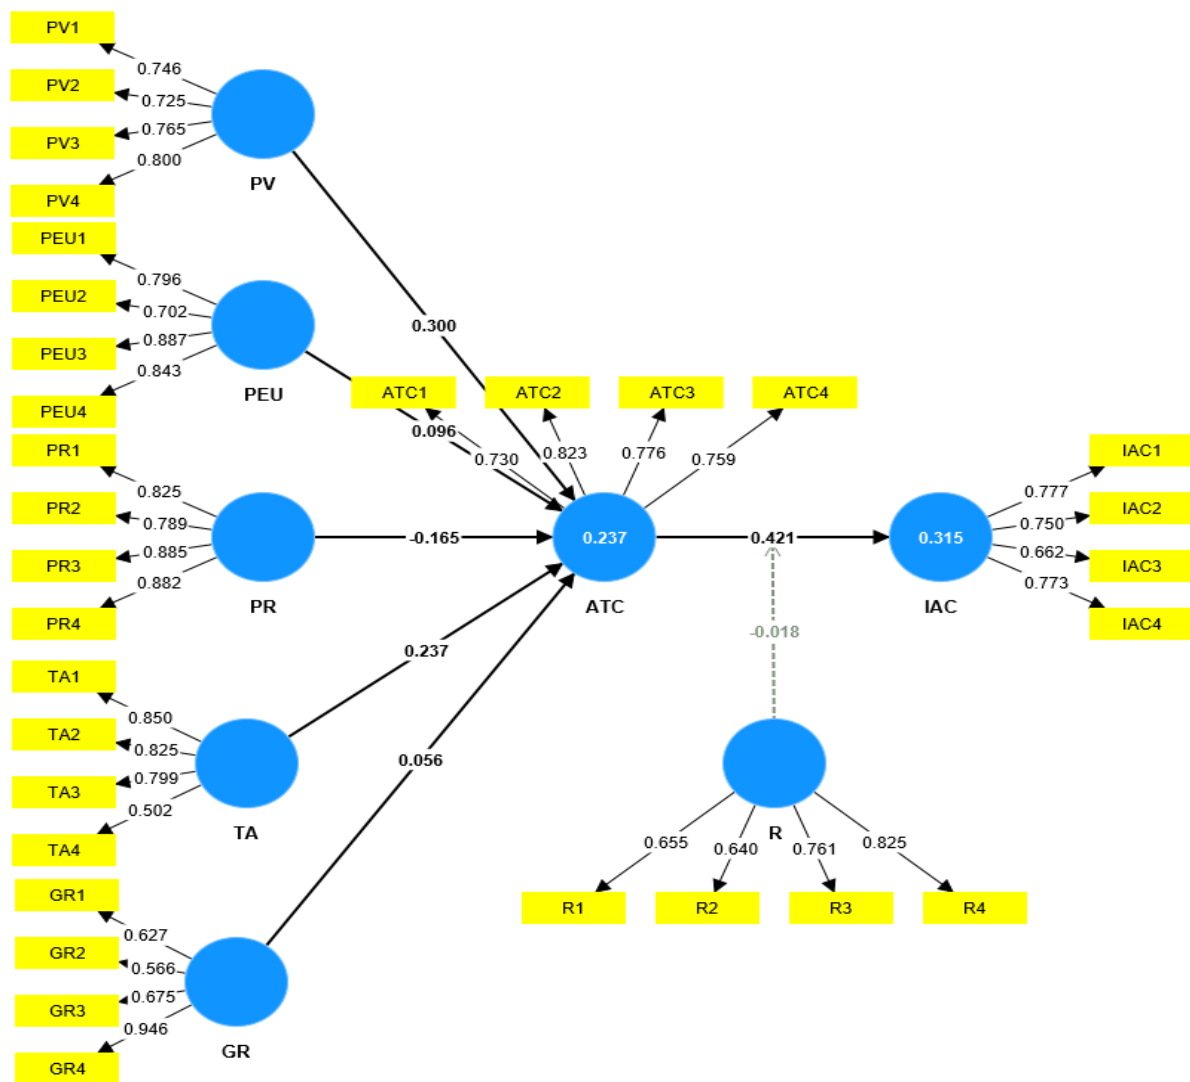 PV1
0.746
PV2
0.725
PV3
0.765
0.800
PV4
PV
PEU1
0.796
PEU2
0.702
PEU3
0.887
0.843
PEU4
PEU
0.300
0.096
ATC1
ATC2
ATC3
ATC4
0.730
0.823
0.776
0.759
PR1
0.825
PR2
0.789
PR3
0.885
0.882
PR4
PR
-0.165
0.237
ATC
0.421
0.315
IAC
IAC1
0.777
IAC2
0.750
IAC3
0.662
0.773
IAC4
-0.018
TA1
0.850
TA2
0.825
TA3
0.799
0.502
TA4
TA
0.237
0.056
R
0.655
0.640
0.761
0.825
R1
R2
R3
R4
GR1
0.627
GR2
0.566
GR3
0.675
0.946
GR4
GR